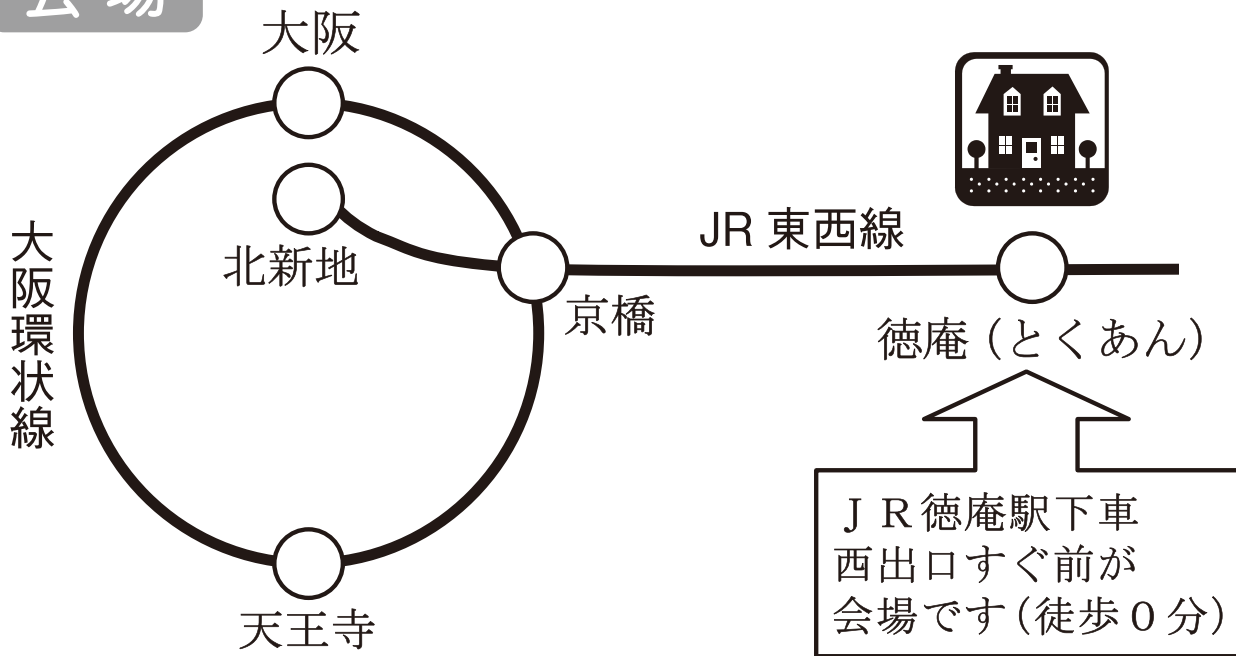 会場
大阪
北新地
大阪環状線
京橋
JR 東西線
徳庵（とくあん）
天王寺
ＪＲ徳庵駅下車
西出口すぐ前が
会場です（徒歩０分）